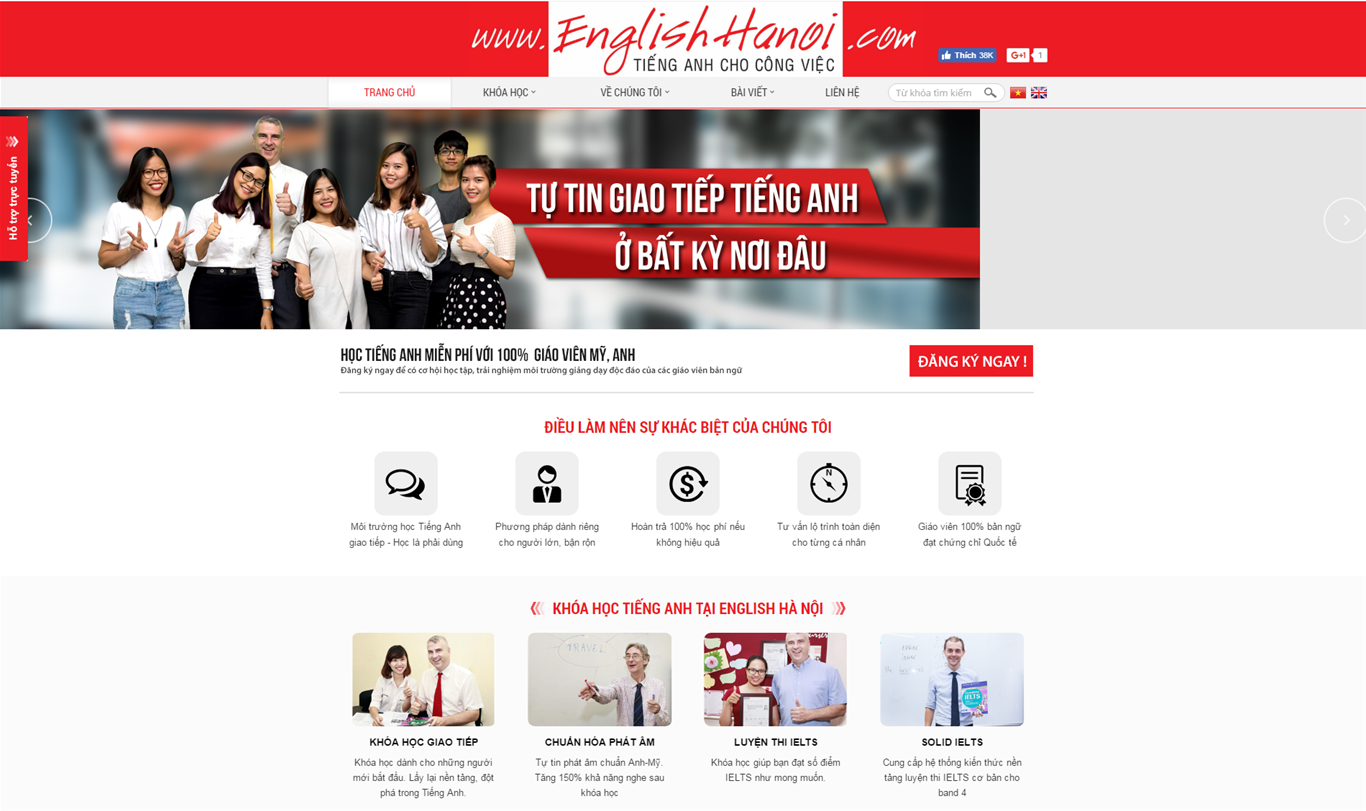 www.EnglishHanoi.com
TIẾNG ANH CHO CÔNG VIỆC
Thích 38K
G+1 1
TRANG CHỦ KHÓA HỌC VỀ CHÚNG TÔI BÀI VIẾT LIÊN HỆ Từ khóa tìm kiếm
Hỗ trợ trực tuyến
TỰ TIN GIAO TIẾP TIẾNG ANH
Ở BẤT KỲ NƠI ĐÂU
HỌC TIẾNG ANH MIỄN PHÍ VỚI 100% GIÁO VIÊN MỸ, ANH
Đăng ký ngay để có cơ hội học tập, trải nghiệm môi trường giảng dạy độc đáo của các giáo viên bản ngữ
ĐĂNG KÝ NGAY !
ĐIỀU LÀM NÊN SỰ KHÁC BIỆT CỦA CHÚNG TÔI
N
Môi trường học Tiếng Anh
giao tiếp - Học là phải dùng
Phương pháp dành riêng
cho người lớn, bận rộn
Hoàn trả 100% học phí nếu
không hiệu quả
Tư vấn lộ trình toàn diện
cho từng cá nhân
Giáo viên 100% bản ngữ
đạt chứng chỉ Quốc tế
KHÓA HỌC TIẾNG ANH TẠI ENGLISH HÀ NỘI
TRAVEL
IELTS
KHÓA HỌC GIAO TIẾP
Khóa học dành cho những người
mới bắt đầu. Lấy lại nền tảng, đột
phá trong Tiếng Anh.
CHUẨN HÓA PHÁT ÂM
Tự tin phát âm chuẩn Anh-Mỹ.
Tăng 150% khả năng nghe sau
khóa học
LUYỆN THI IELTS
Khóa học giúp bạn đạt số điểm
IELTS như mong muốn.
SOLID IELTS
Cung cấp hệ thống kiến thức nền
tảng luyện thi IELTS cơ bản cho
band 4